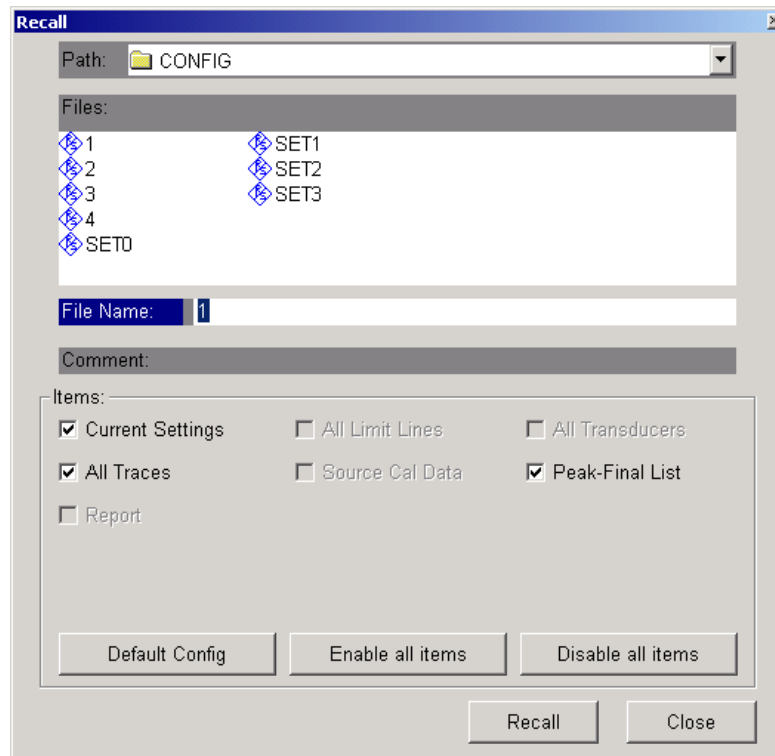 Recall
Path: CONFIG
Files:
1 SET1
2 SET2
3 SET3
4
SET0
File Name: 1
Comment:
Items:
Current Settings All Limit Lines All Transducers
All Traces Source Cal Data Peak-Final List
Report
Default Config Enable all items Disable all items
Recall Close